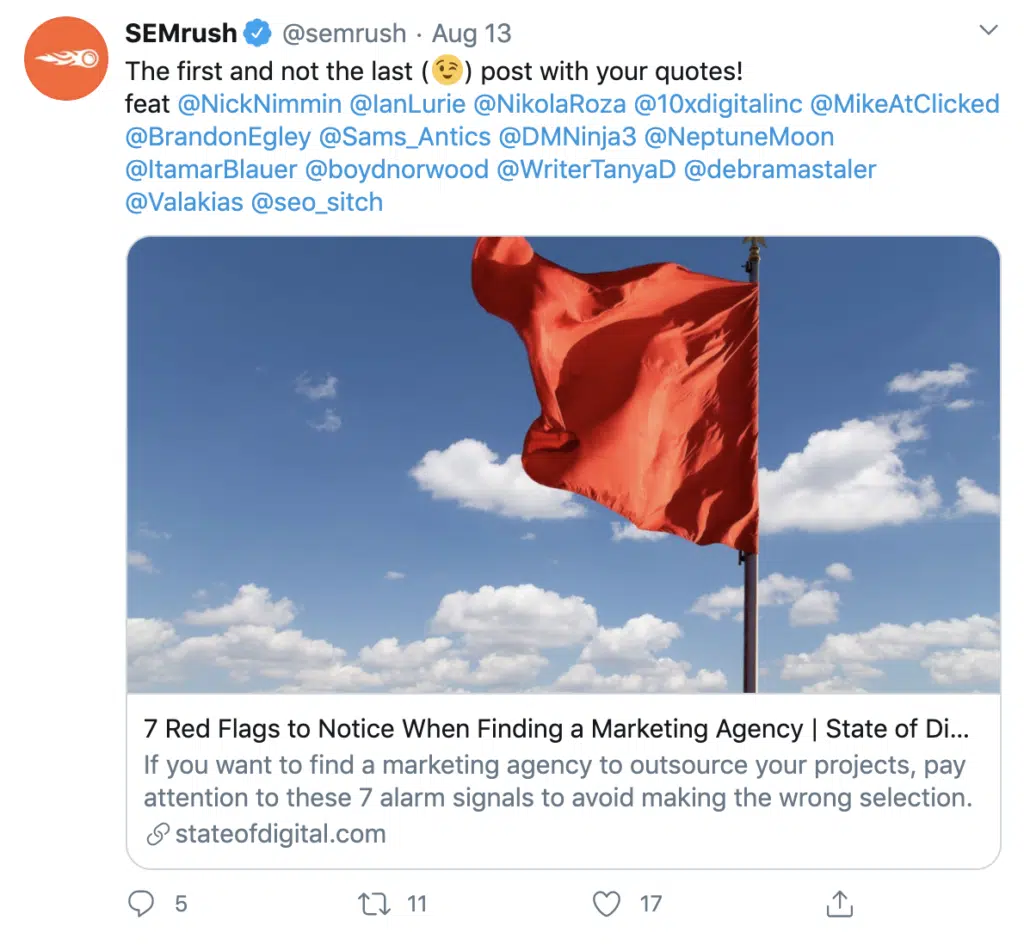 SEMrush @semrush · Aug 13
The first and not the last (😉) post with your quotes!
feat @NickNimmin @IanLurie @NikolaRoza @10xdigitalinc @MikeAtClicked
@BrandonEgley @Sams_Antics @DMNinja3 @NeptuneMoon
@ItamarBlauer @boydnorwood @WriterTanyaD @debramastaler
@Valakias @seo_sitch
7 Red Flags to Notice When Finding a Marketing Agency | State of Di...
If you want to find a marketing agency to outsource your projects, pay
attention to these 7 alarm signals to avoid making the wrong selection.
stateofdigital.com
5 11 17